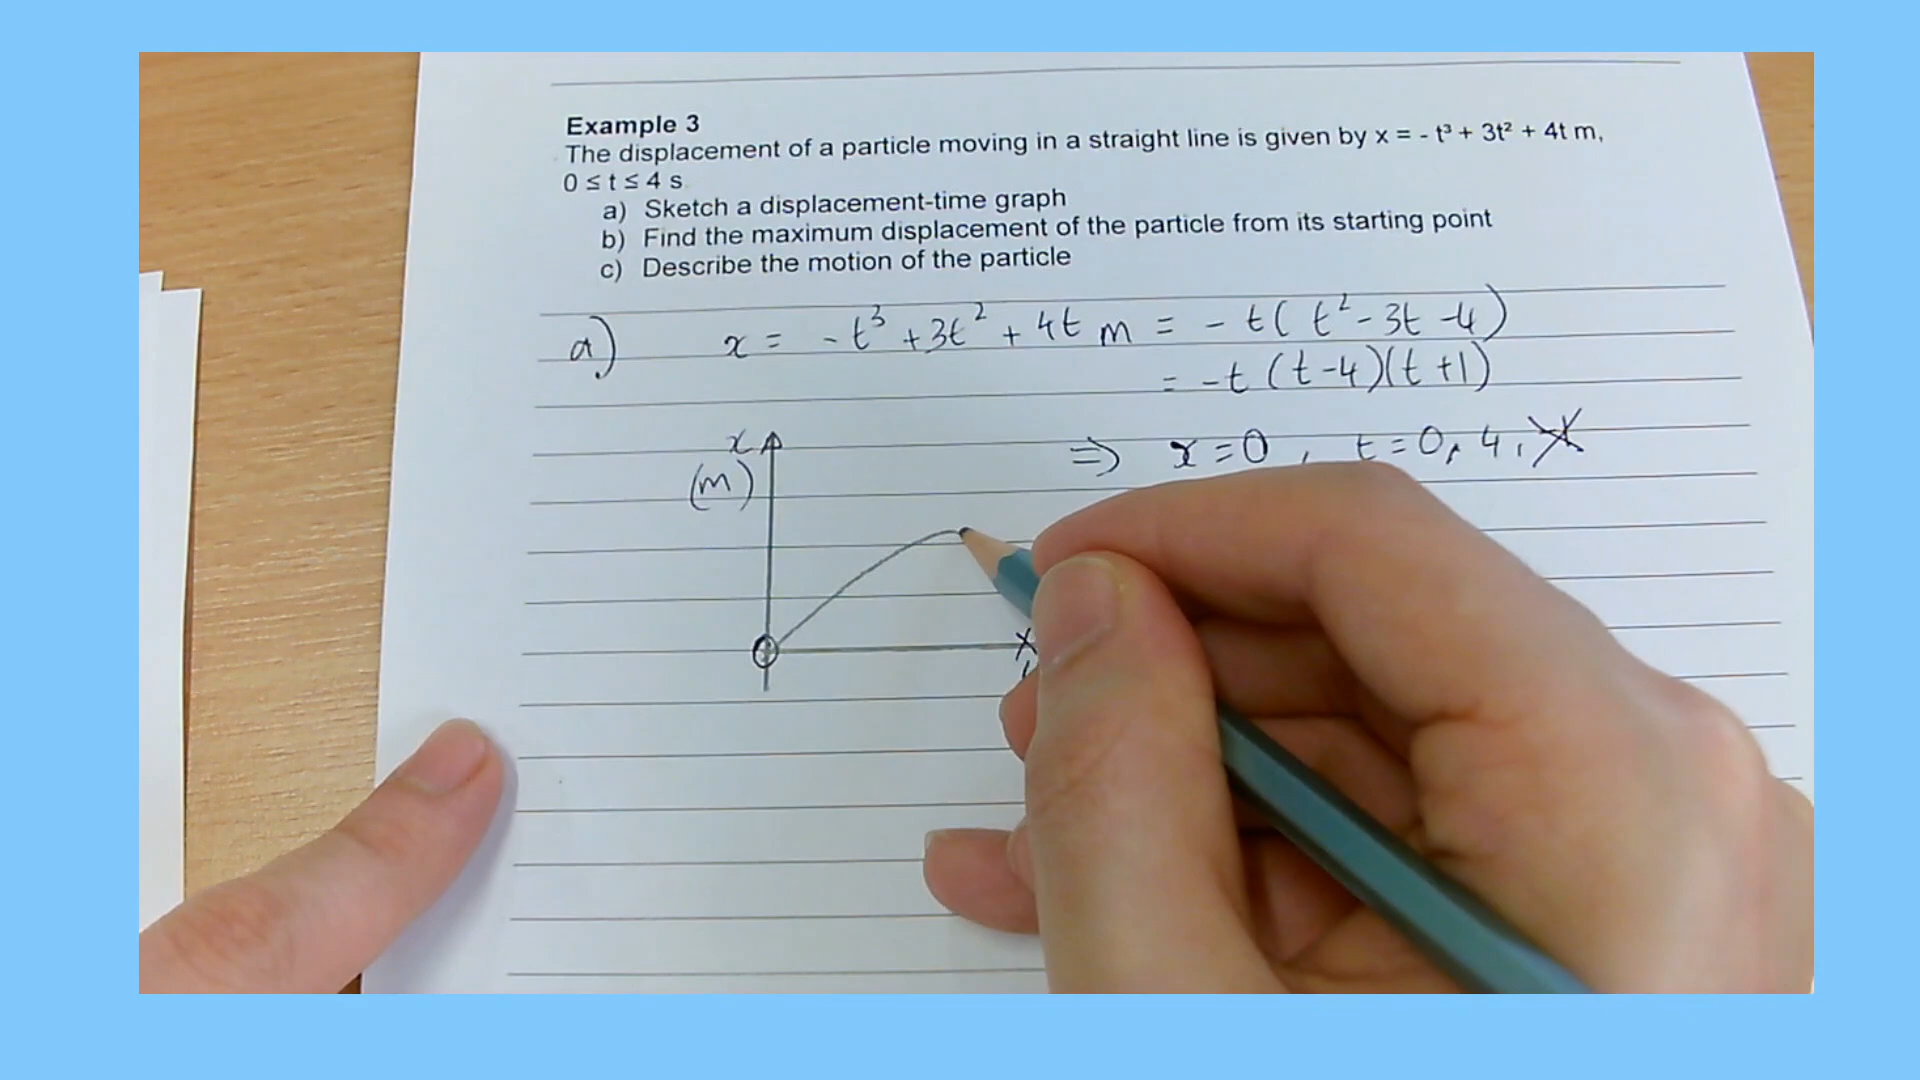 Example 3
The displacement of a particle moving in a straight line is given by x = - t³ + 3t² + 4t m,
0 ≤ t ≤ 4 s
a) Sketch a displacement-time graph
b) Find the maximum displacement of the particle from its starting point
c) Describe the motion of the particle
a) x = - t³ + 3t² + 4t m = - t ( t² - 3t - 4)
= -t (t-4)(t+1)
⇒ x = 0 , t = 0, 4,
x
(m)
0